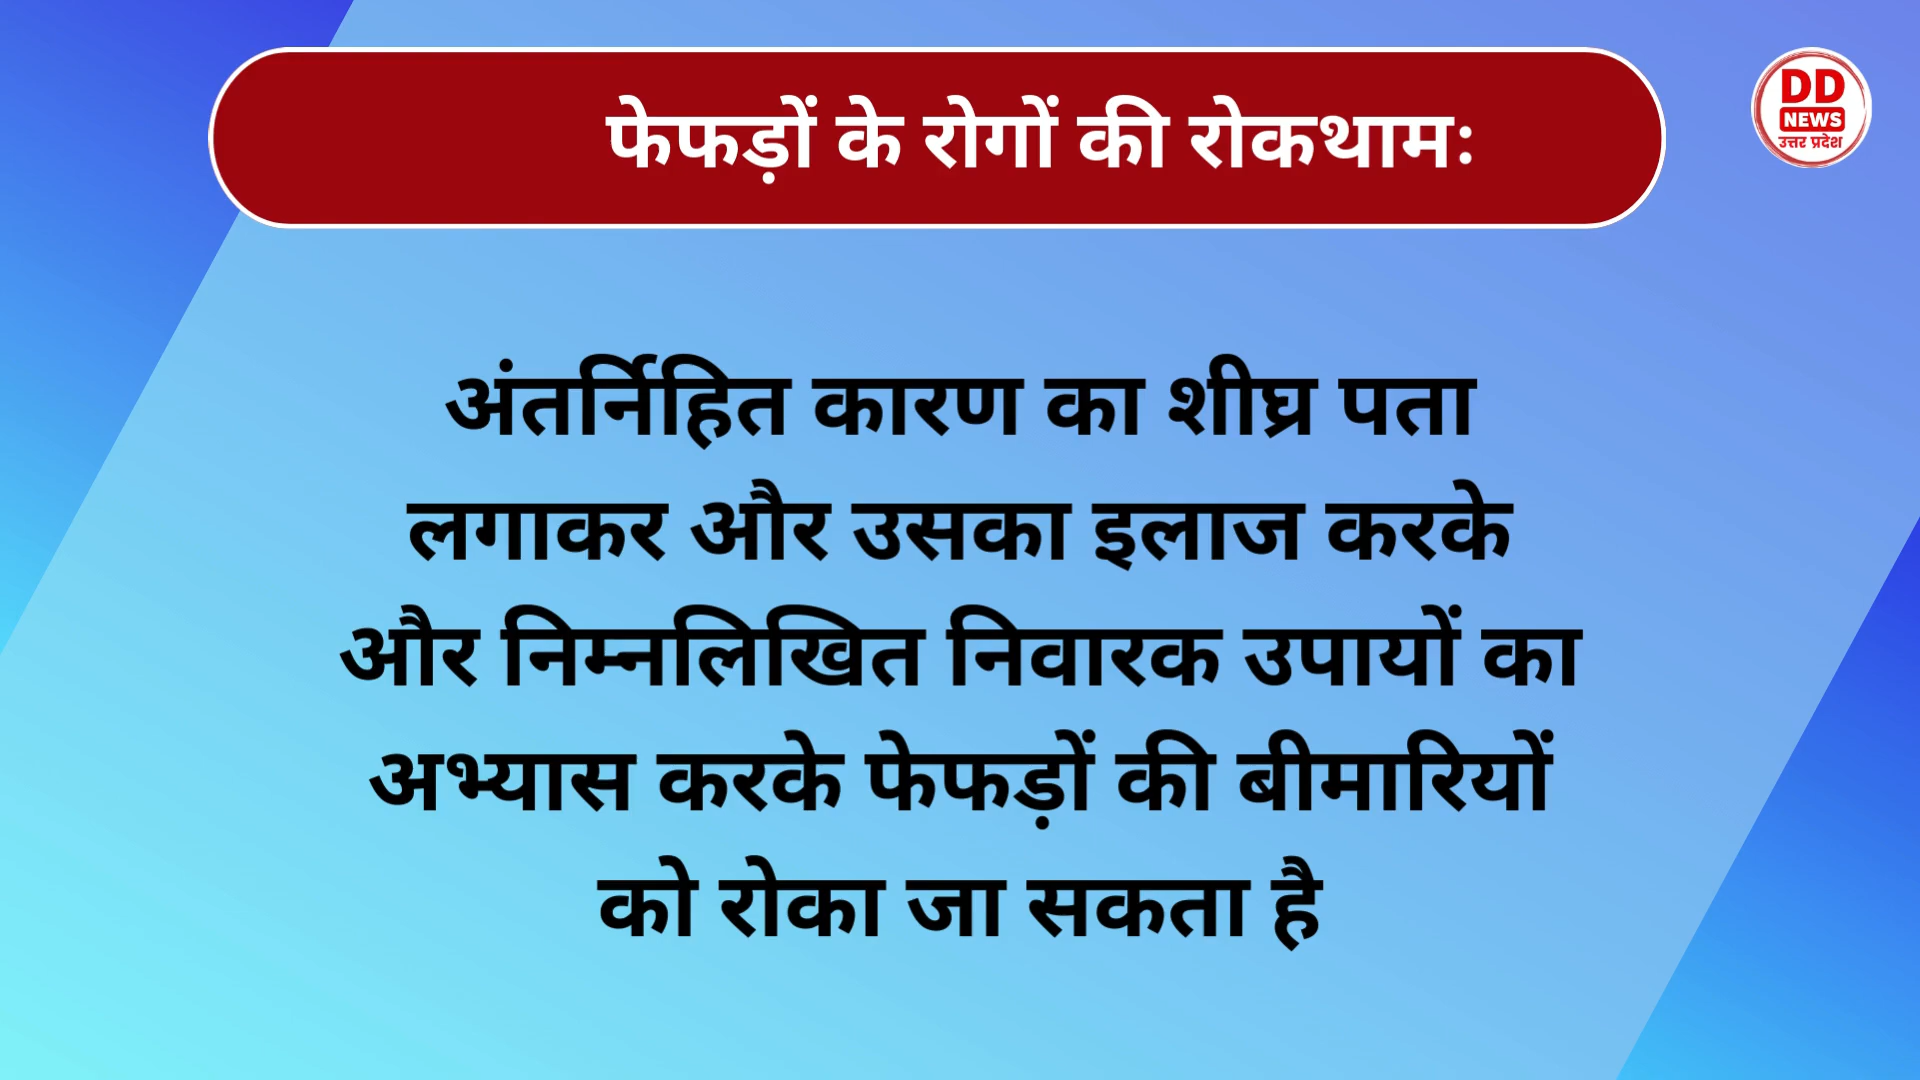 फेफड़ों के रोगों की रोकथामः
DD
NEWS
उत्तर प्रदेश
अंतर्निहित कारण का शीघ्र पता
लगाकर और उसका इलाज करके
और निम्नलिखित निवारक उपायों का
अभ्यास करके फेफड़ों की बीमारियों
को रोका जा सकता है